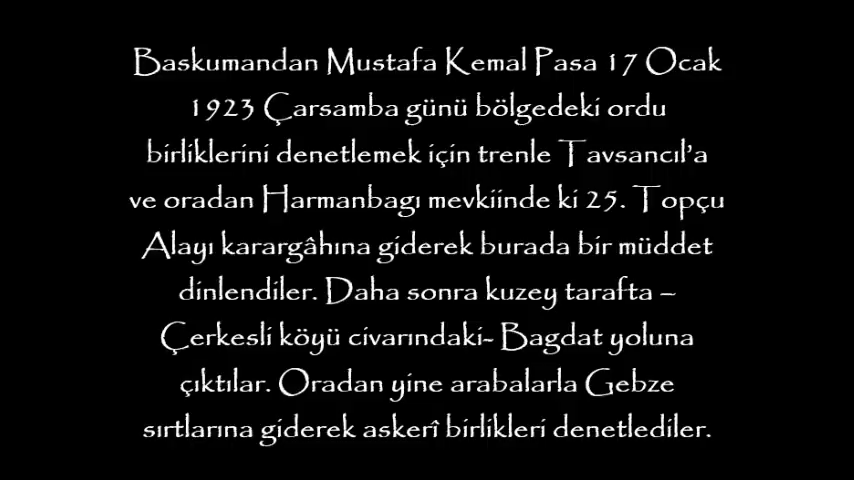 Baskumandan Mustafa Kemal Pasa 17 Ocak
1923 Çarsamba günü bölgedeki ordu
birliklerini denetlemek için trenle Tavsancıl'a
ve oradan Harmanbagı mevkiinde ki 25. Topçu
Alayı karargâhına giderek burada bir müddet
dinlendiler. Daha sonra kuzey tarafta –
Çerkesli köyü civarındaki- Bagdat yoluna
çıktılar. Oradan yine arabalarla Gebze
sırtlarına giderek askerî birlikleri denetlediler.